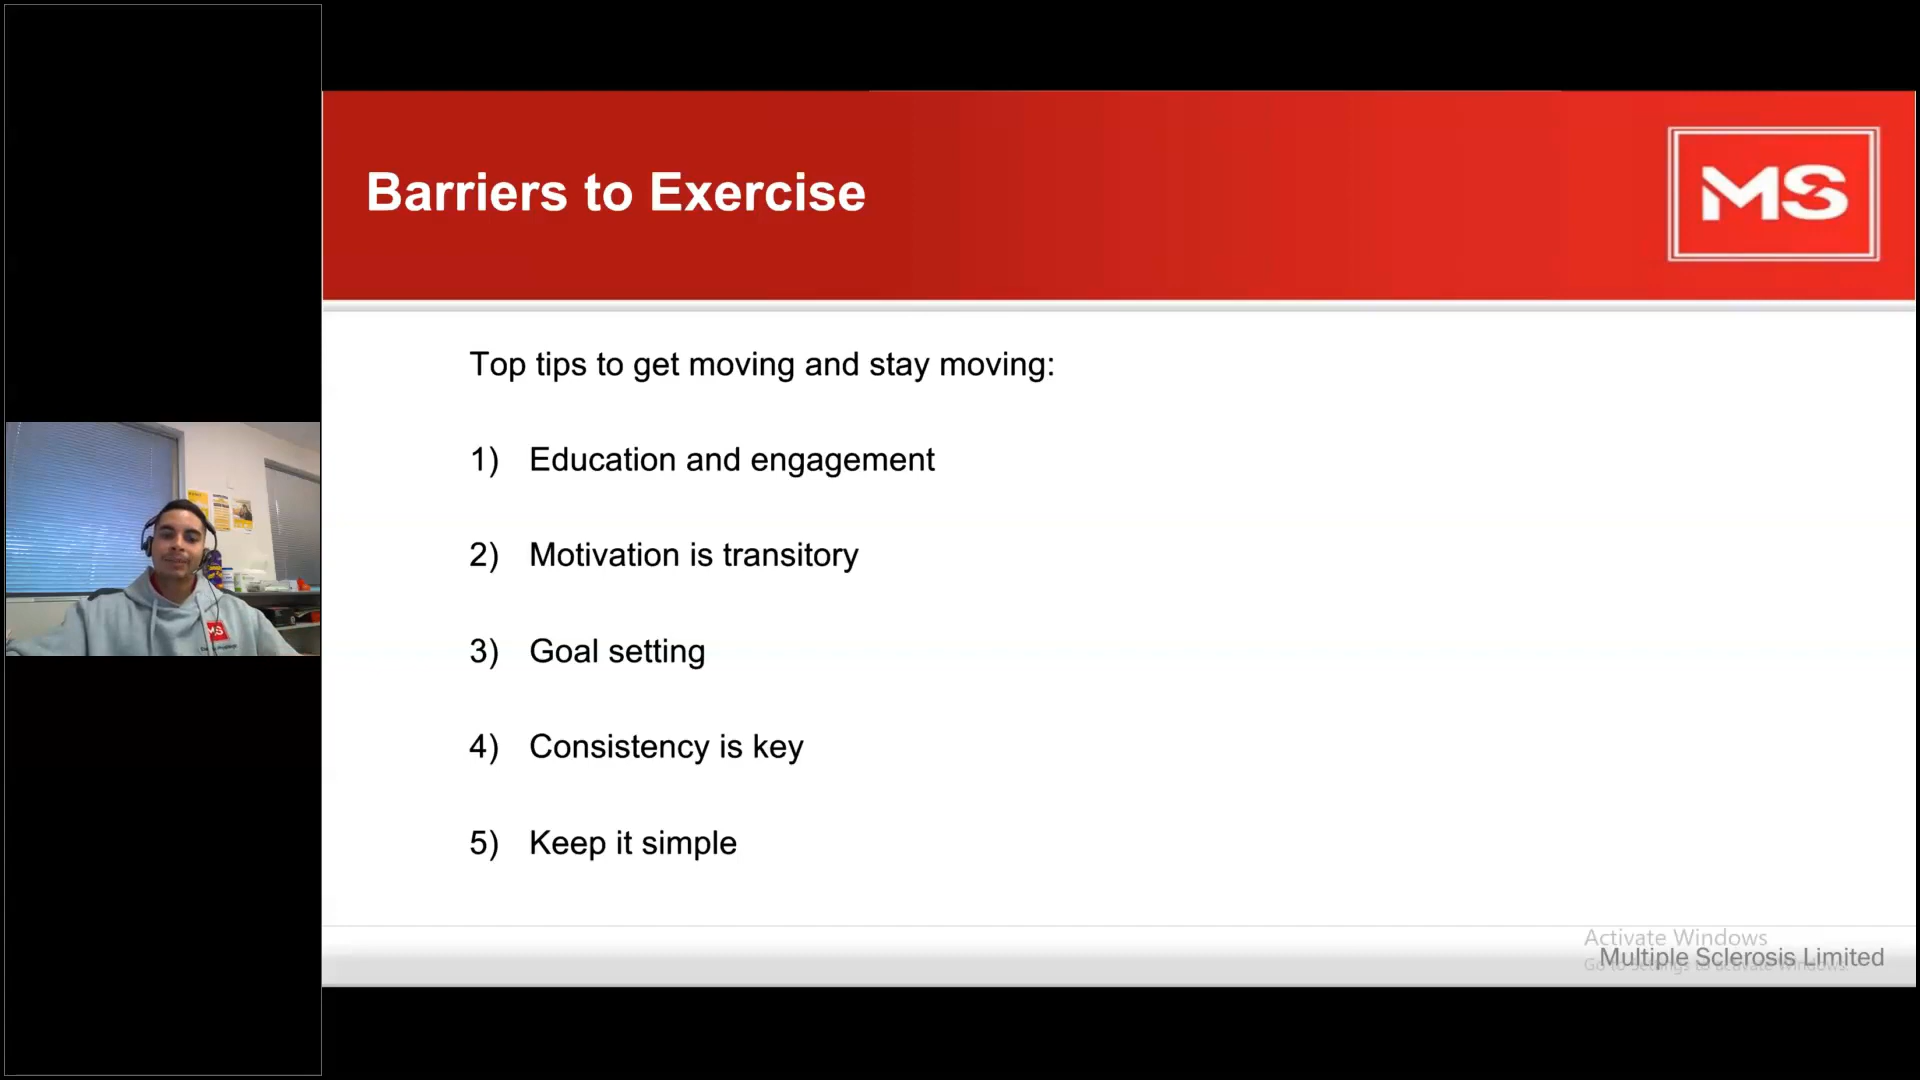 Barriers to Exercise
MS
Top tips to get moving and stay moving:
1) Education and engagement
2) Motivation is transitory
3) Goal setting
4) Consistency is key
5) Keep it simple
MS
Activate Windows
Multiple Sclerosis Limited
Go to Settings to activate Windows.